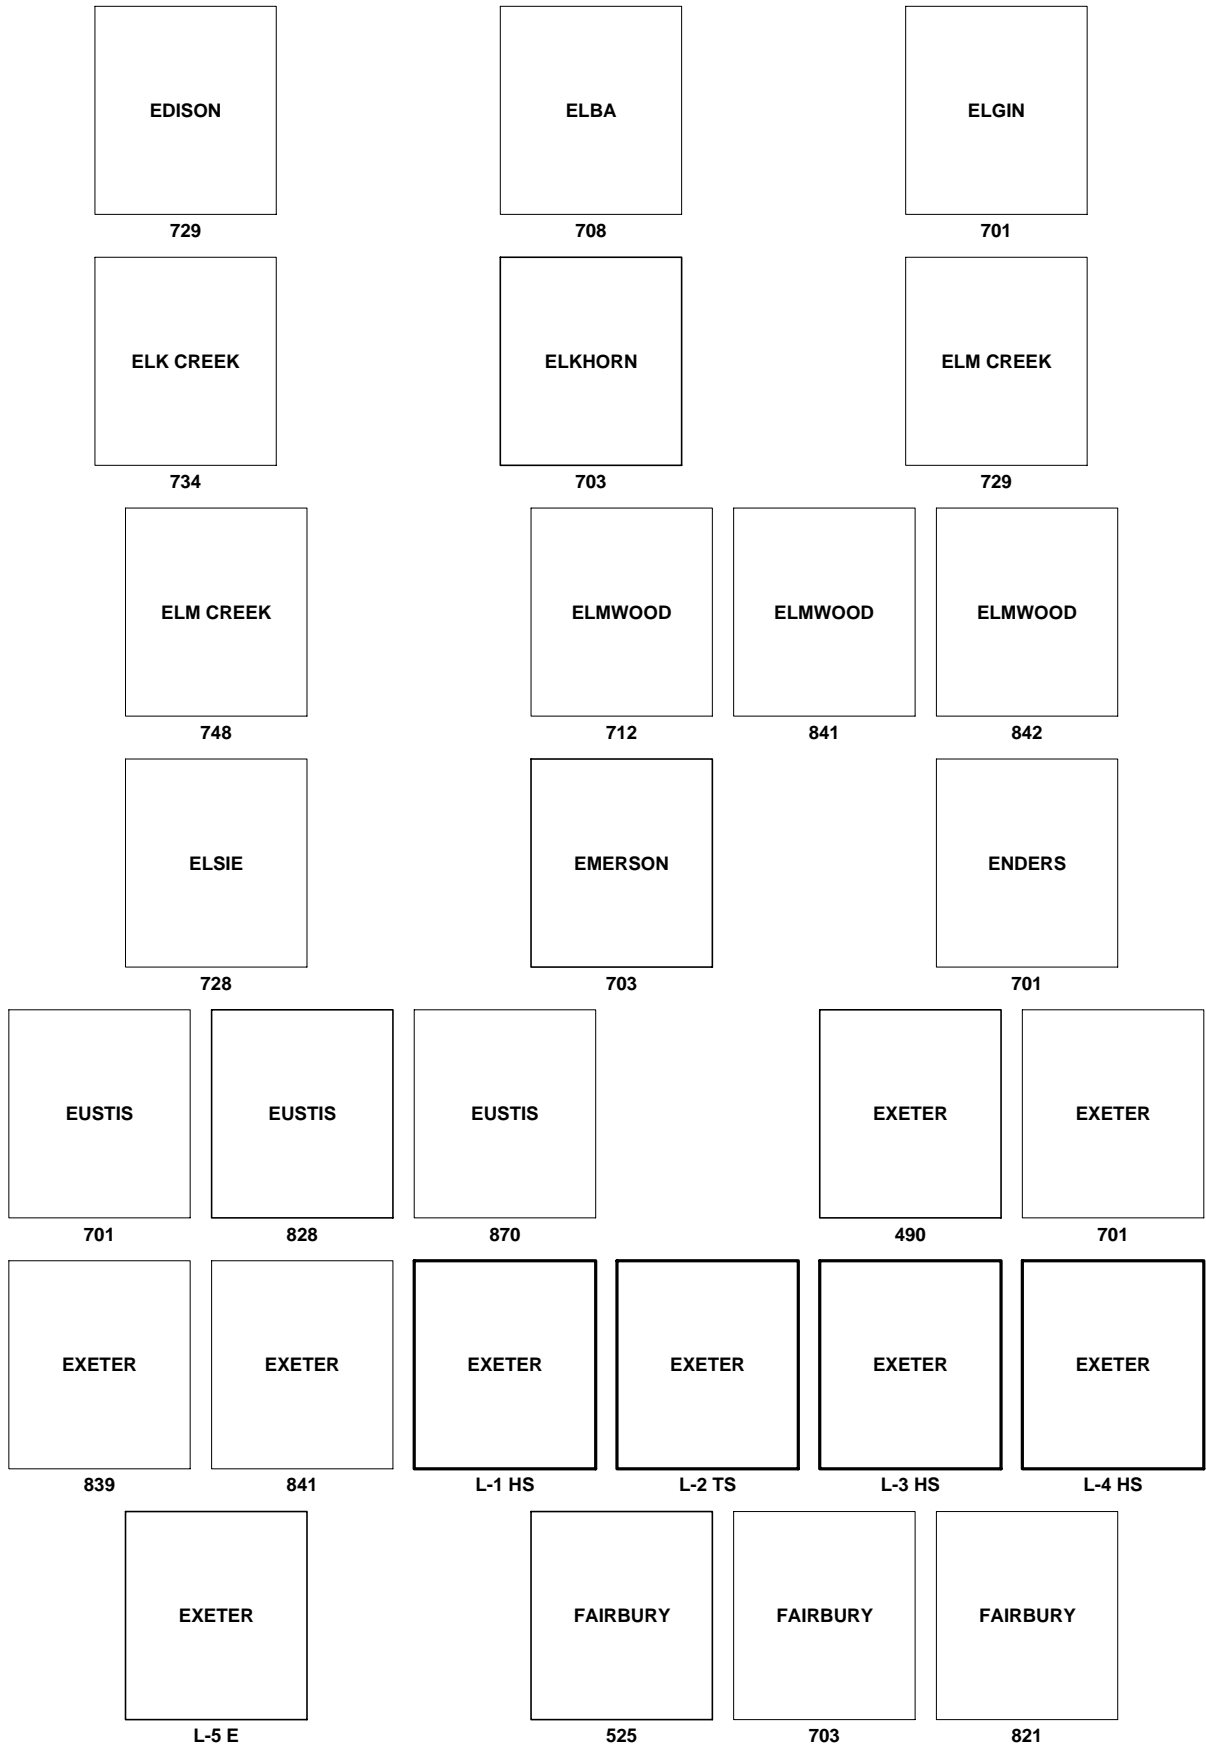 EDISON ELBA ELGIN
729 708 701
ELK CREEK ELKHORN ELM CREEK
734 703 729
ELM CREEK ELMWOOD ELMWOOD ELMWOOD
748 712 841 842
ELSIE EMERSON ENDERS
728 703 701
EUSTIS EUSTIS EUSTIS EXETER EXETER
701 828 870 490 701
EXETER EXETER EXETER EXETER EXETER EXETER
839 841 L-1 HS L-2 TS L-3 HS L-4 HS
EXETER FAIRBURY FAIRBURY FAIRBURY
L-5 E 525 703 821